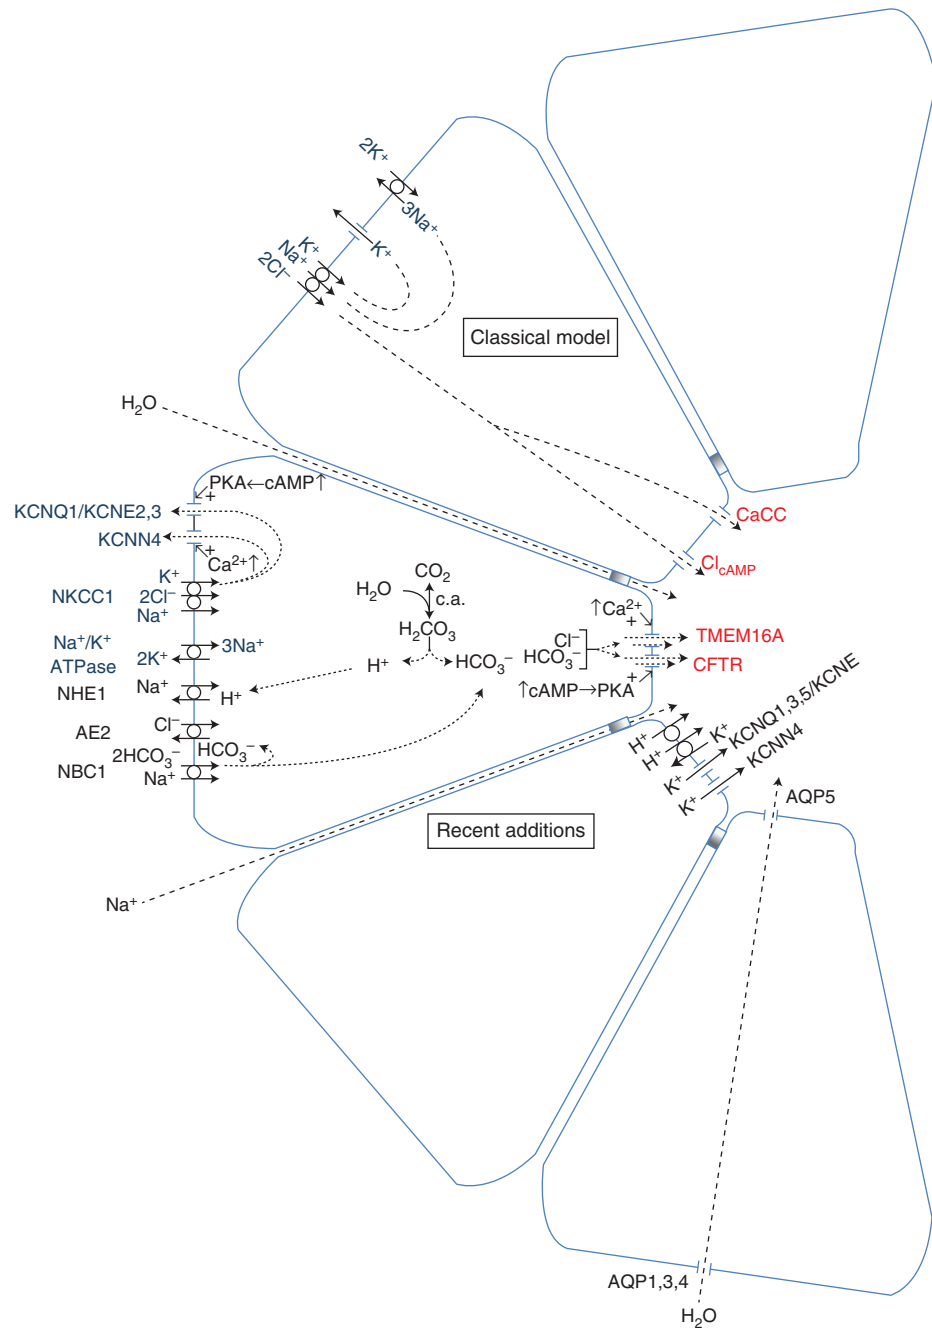 2K⁺
3Na⁺
K⁺
K⁺
Na⁺
2Cl⁻
Classical model
H₂O
CaCC
Cl_cAMP
PKA←cAMP↑
+
KCNQ1/KCNE2,3
KCNN4
+
Ca²⁺↑
K⁺
NKCC1
2Cl⁻
Na⁺
Na⁺/K⁺
ATPase
3Na⁺
2K⁺
NHE1
Na⁺
H⁺
AE2
Cl⁻
2HCO₃⁻
HCO₃⁻
NBC1
Na⁺
CO₂
H₂O
c.a.
H₂CO₃
H⁺
HCO₃⁻
↑Ca²⁺
+
Cl⁻
HCO₃⁻
TMEM16A
CFTR
+
↑cAMP→PKA
H⁺
H⁺
K⁺
K⁺
KCNQ1,3,5/KCNE
K⁺
KCNN4
Recent additions
Na⁺
AQP5
AQP1,3,4
H₂O